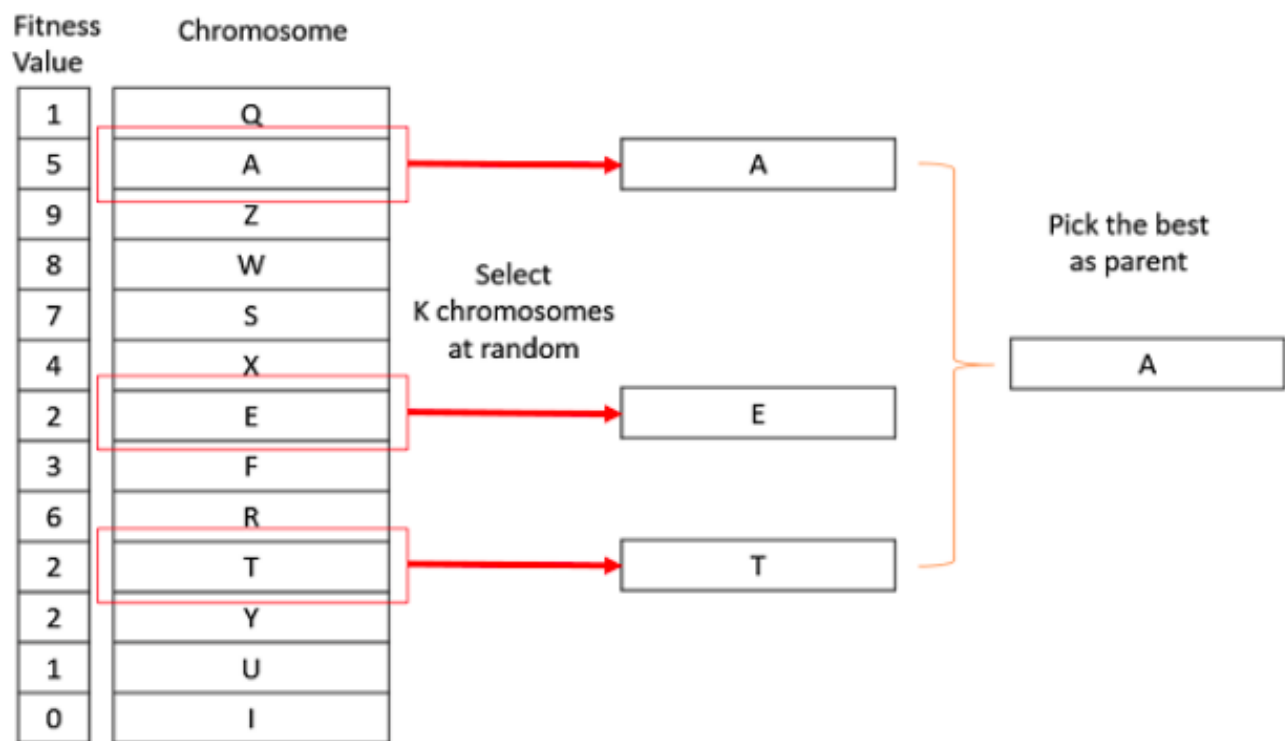 Fitness
Value
Chromosome
1 Q
5 A
9 Z
8 W
7 S
4 X
2 E
3 F
6 R
2 T
2 Y
1 U
0 I
Select
K chromosomes
at random
A
E
T
Pick the best
as parent
A